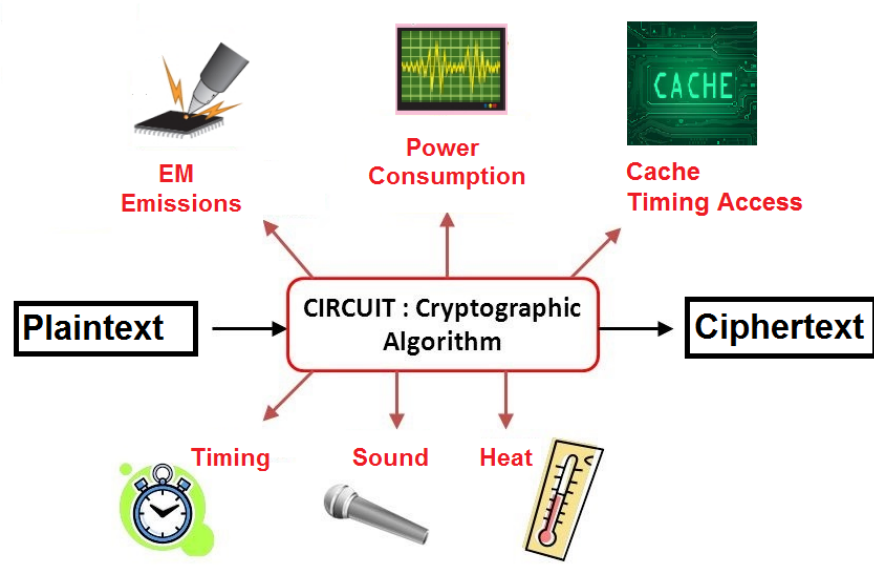 CACHE
EM
Emissions
Power
Consumption
Cache
Timing Access
Plaintext
CIRCUIT : Cryptographic
Algorithm
Ciphertext
Timing
Sound
Heat